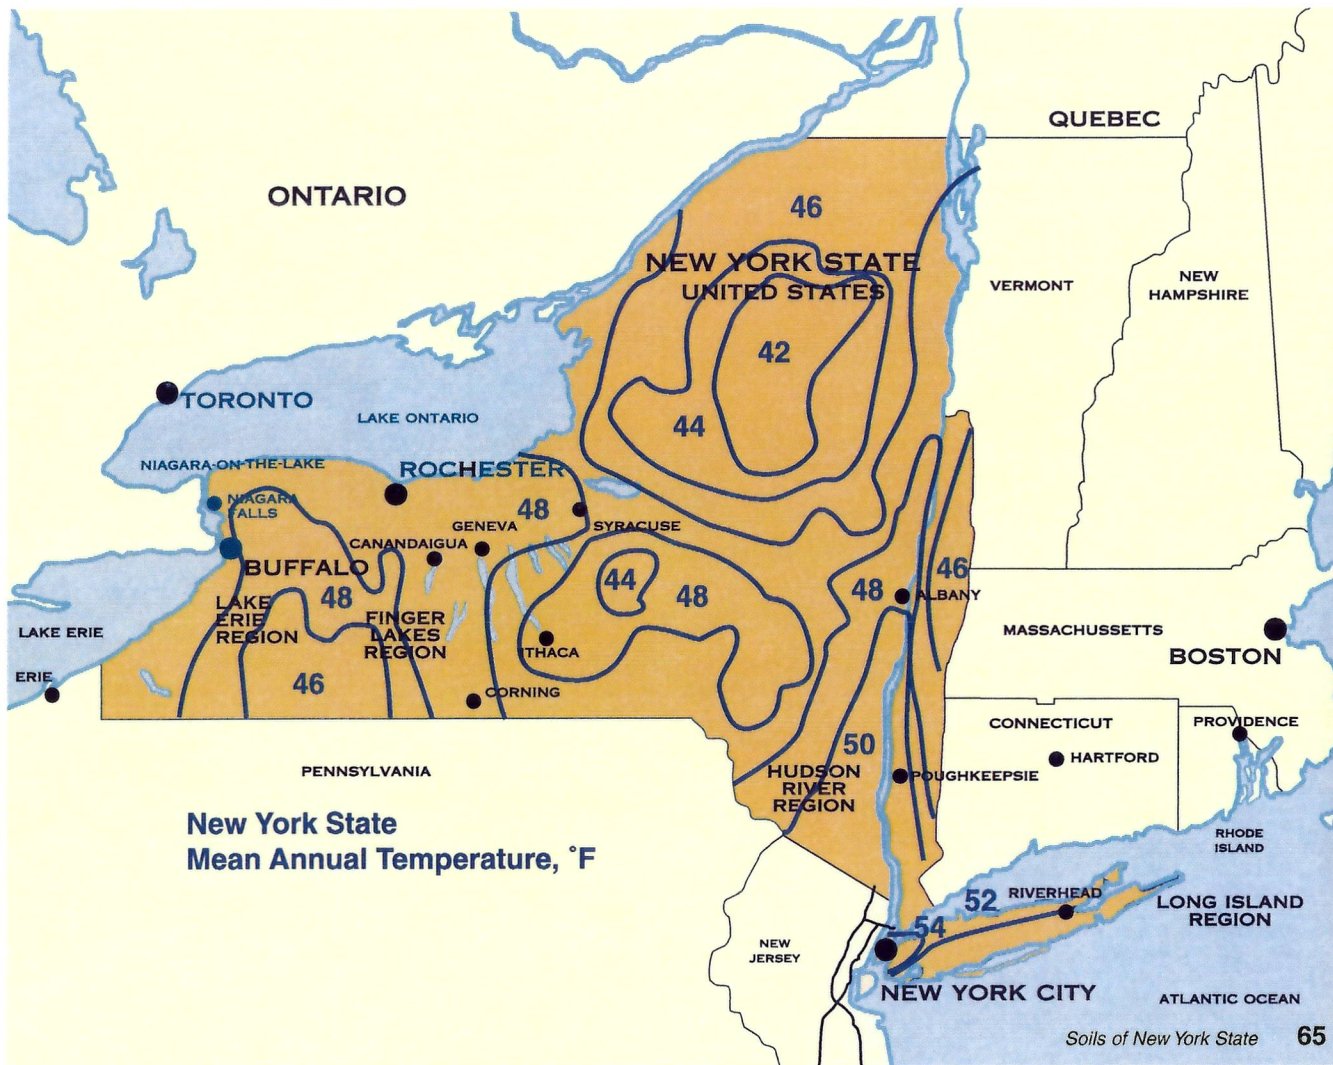 QUEBEC
ONTARIO
46
NEW YORK STATE
UNITED STATES
VERMONT
NEW
HAMPSHIRE
42
TORONTO
LAKE ONTARIO
44
NIAGARA-ON-THE-LAKE
ROCHESTER
NIAGARA
FALLS
48
GENEVA
SYRACUSE
CANANDAIGUA
BUFFALO
44
48
48
46
ALBANY
LAKE
ERIE
REGION
48
FINGER
LAKES
REGION
LAKE ERIE
MASSACHUSSETTS
ITHACA
BOSTON
ERIE
46
CORNING
CONNECTICUT
PROVIDENCE
50
HARTFORD
PENNSYLVANIA
HUDSON
RIVER
REGION
POUGHKEEPSIE
New York State
Mean Annual Temperature, °F
RHODE
ISLAND
52
RIVERHEAD
LONG ISLAND
REGION
54
NEW
JERSEY
NEW YORK CITY
ATLANTIC OCEAN
Soils of New York State 65